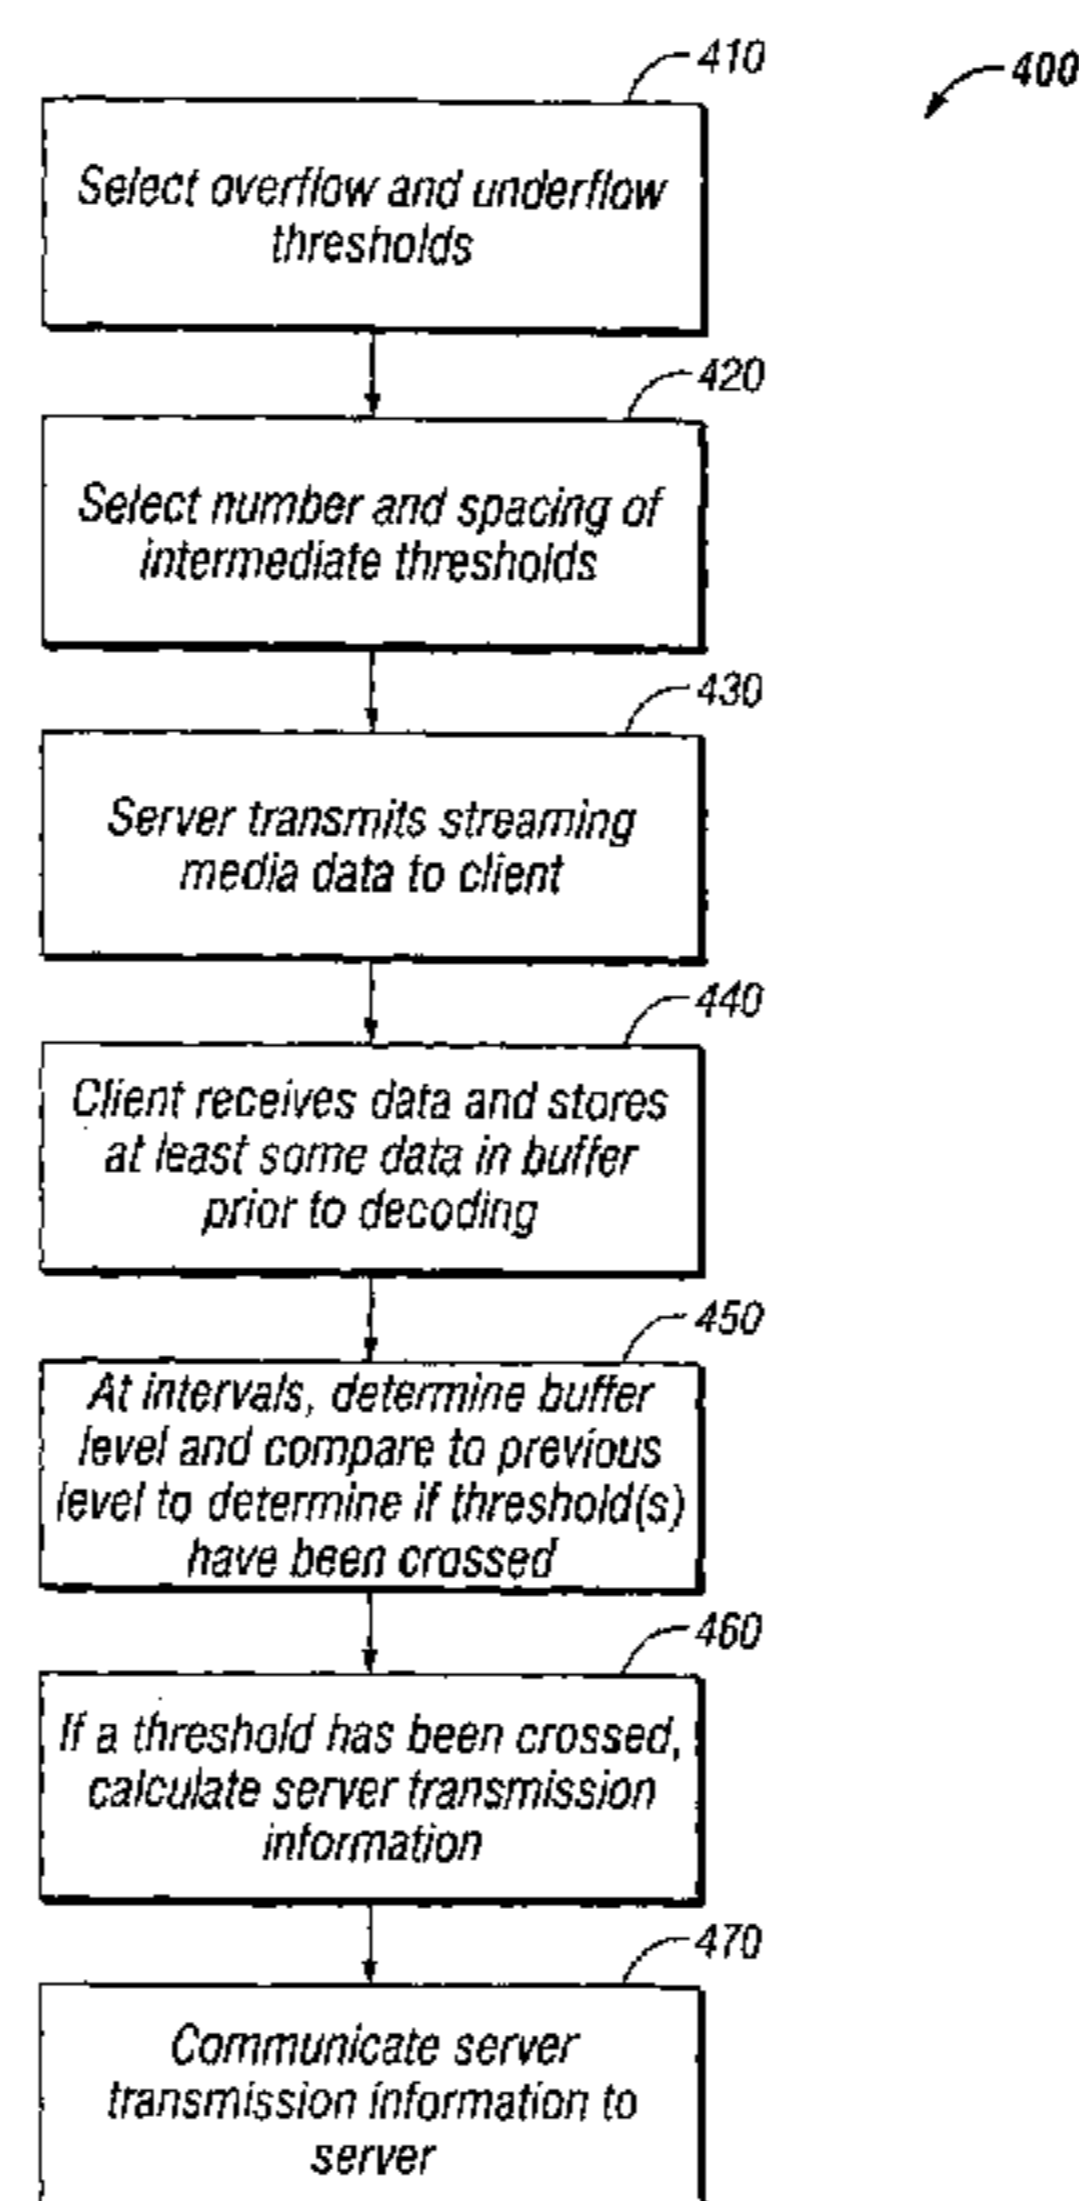 410
400
Select overflow and underflow
thresholds
420
Select number and spacing of
intermediate thresholds
430
Server transmits streaming
media data to client
440
Client receives data and stores
at least some data in buffer
prior to decoding
450
At intervals, determine buffer
level and compare to previous
level to determine if threshold(s)
have been crossed
460
If a threshold has been crossed,
calculate server transmission
information
470
Communicate server
transmission information to
server